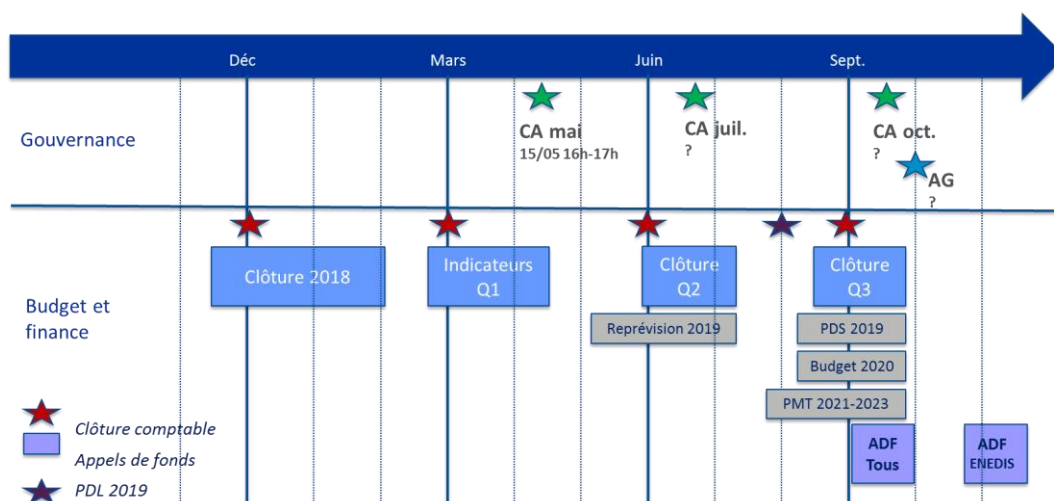 Déc
Mars
Juin
Sept.
Gouvernance
CA mai
15/05 16h-17h
CA juil.
?
CA oct.
?
AG
?
Budget et
finance
Clôture 2018
Indicateurs
Q1
Clôture
Q2
Clôture
Q3
Reprévision 2019
PDS 2019
Budget 2020
PMT 2021-2023
ADF
Tous
ADF
ENEDIS
Clôture comptable
Appels de fonds
PDL 2019